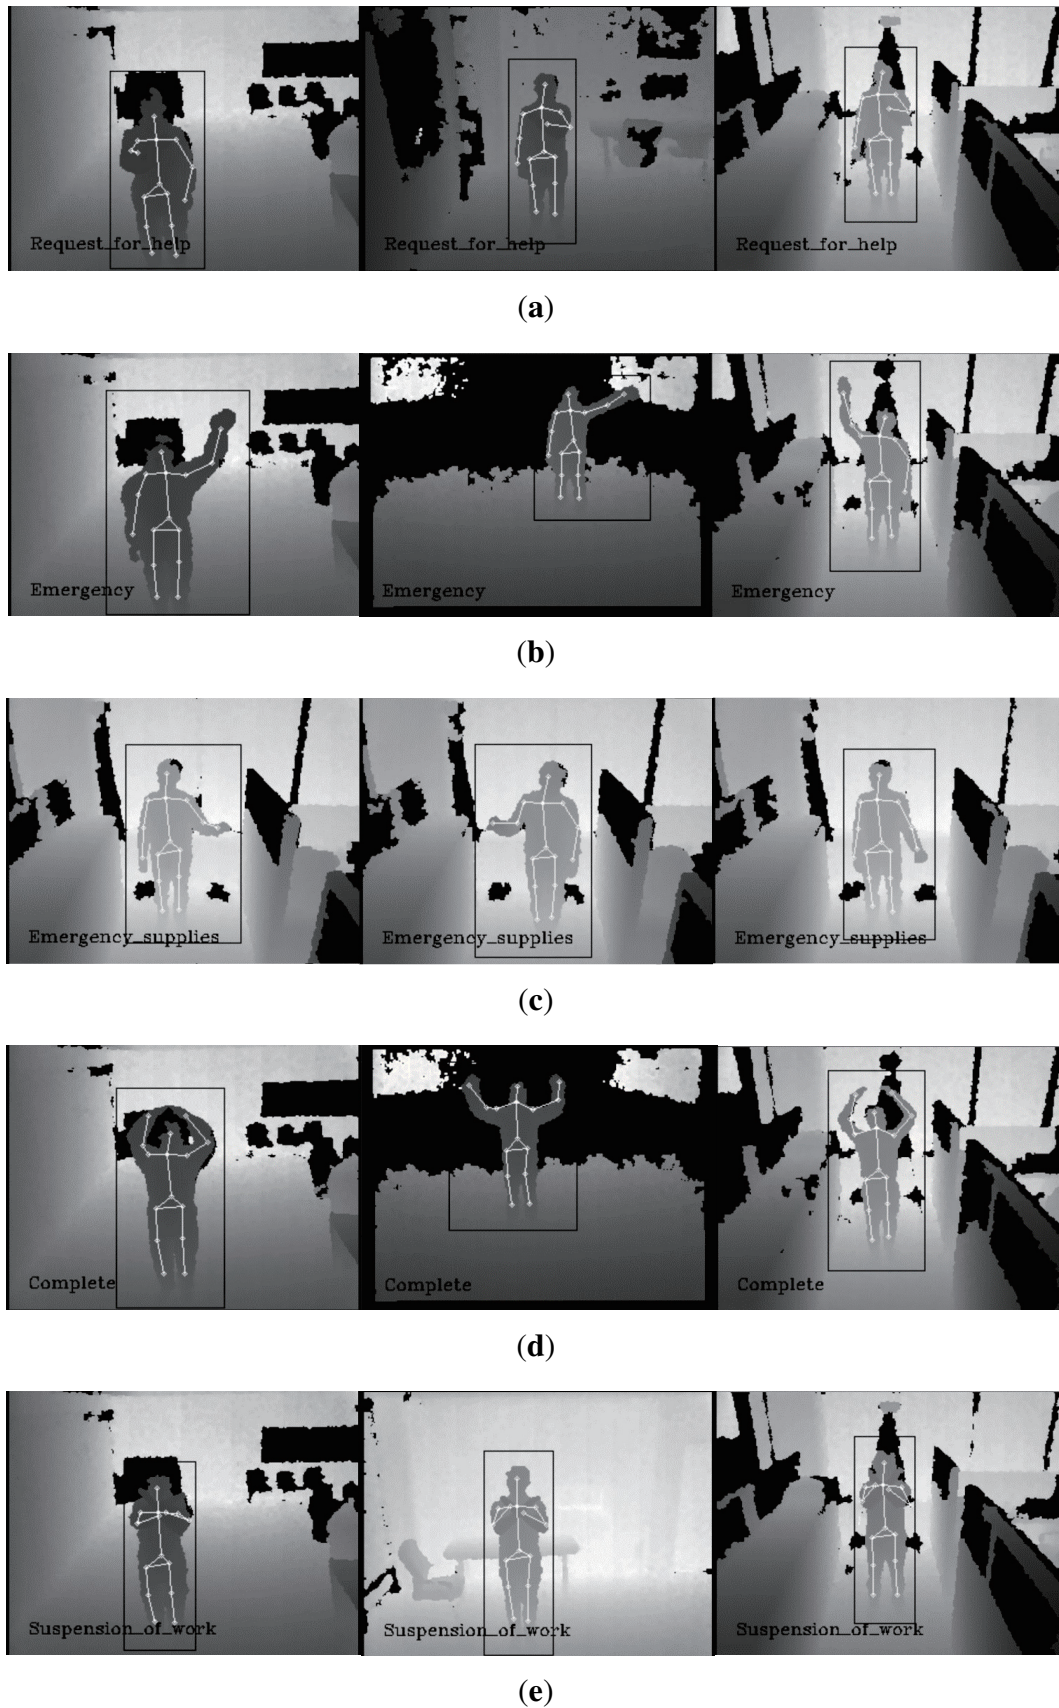 Request_for_help
Request_for_help
Request_for_help
(a)
Emergency
Emergency
Emergency
(b)
Emergency_supplies
Emergency_supplies
Emergency_supplies
(c)
Complete
Complete
Complete
(d)
Suspension_of_work
Suspension_of_work
Suspension_of_work
(e)